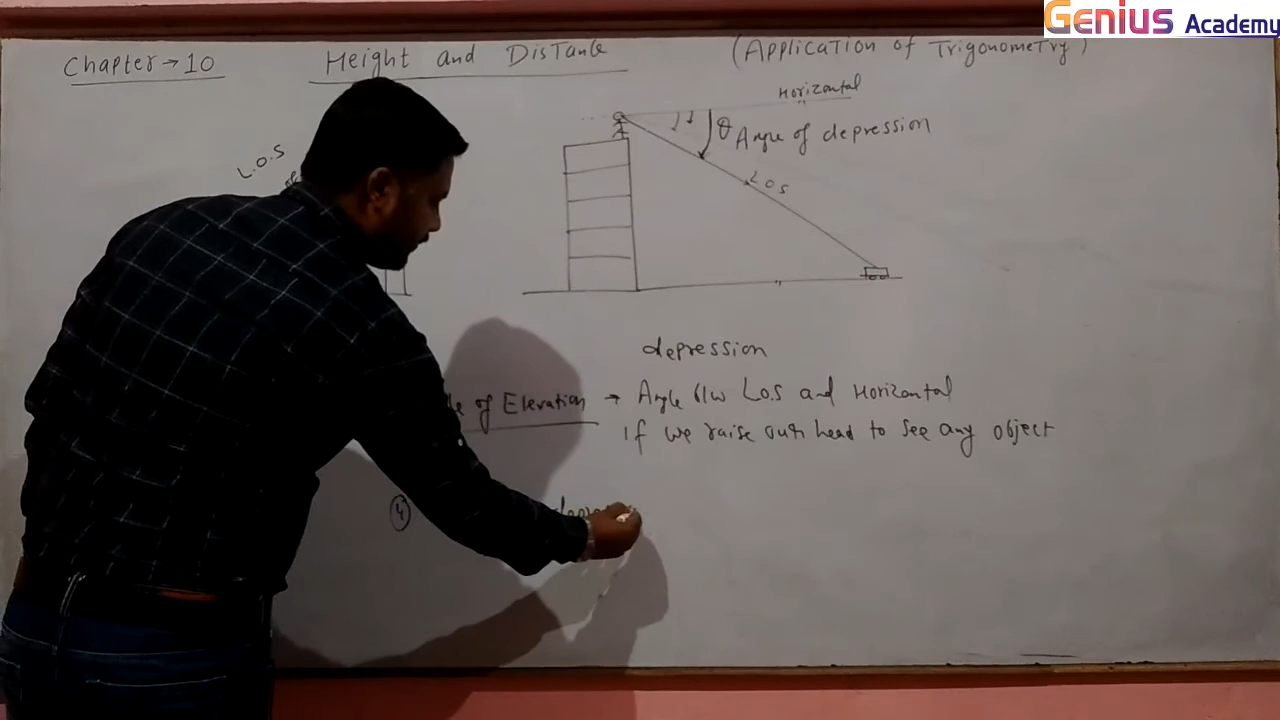 Genius Academy
Chapter → 10 Height and Distance (Application of Trigonometry)
Horizontal
θ Angle of depression
L.O.S
L O S
depression
of Elevation → Angle b/w L.O.S and Horizontal
If we raise our head to see any object
4